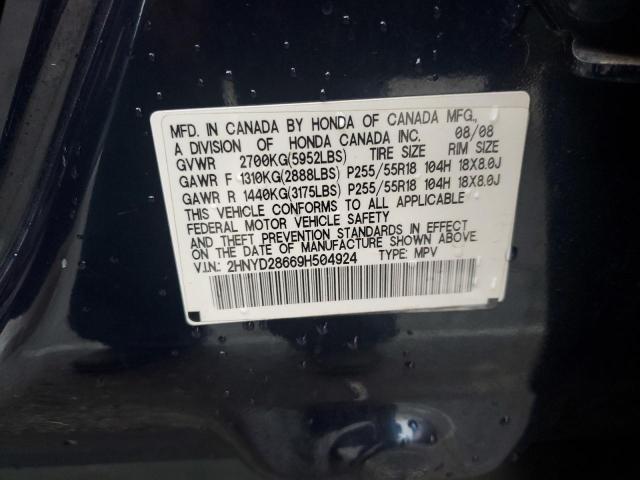 MFD. IN CANADA BY HONDA OF CANADA MFG.,
A DIVISION OF HONDA CANADA INC. 08/08
GVWR 2700KG(5952LBS) TIRE SIZE RIM SIZE
GAWR F 1310KG(2888LBS) P255/55R18 104H 18X8.0J
GAWR R 1440KG(3175LBS) P255/55R18 104H 18X8.0J
THIS VEHICLE CONFORMS TO ALL APPLICABLE
FEDERAL MOTOR VEHICLE SAFETY
AND THEFT PREVENTION STANDARDS IN EFFECT
ON THE DATE OF MANUFACTURE SHOWN ABOVE.
V.I.N.: 2HNYD28669H504924 TYPE: MPV